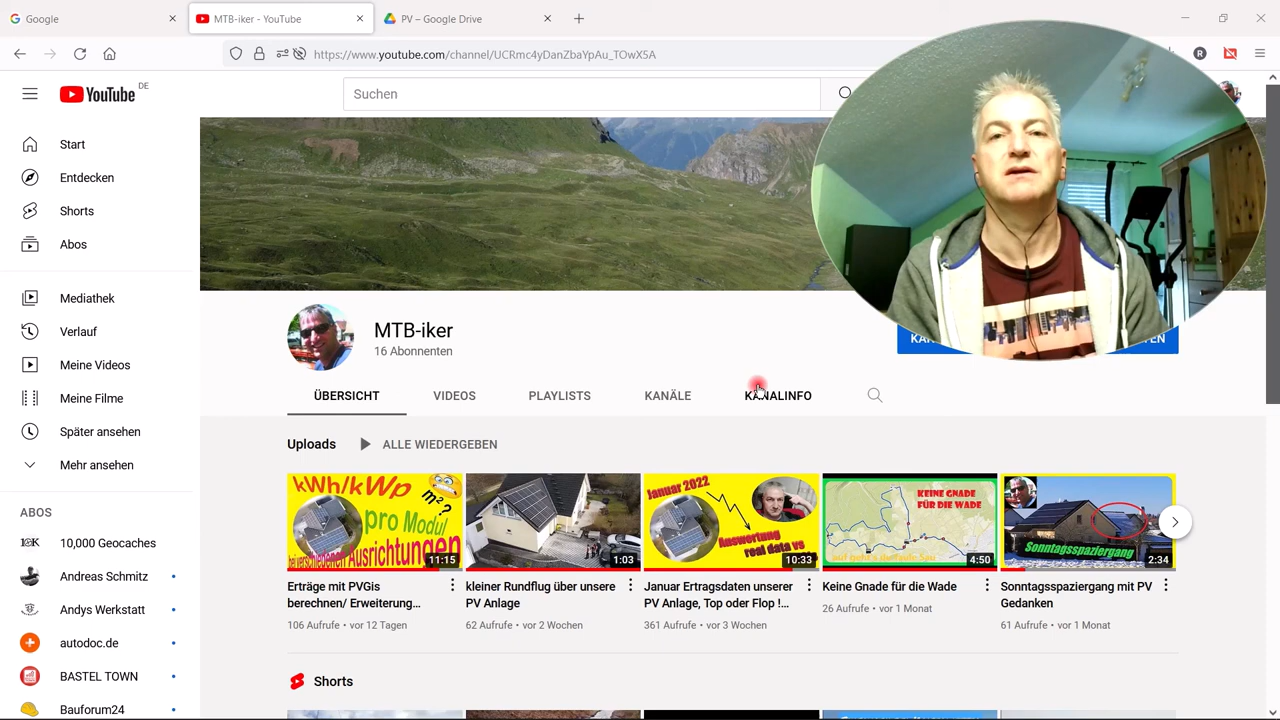 Google
MTB-iker - YouTube
PV – Google Drive
https://www.youtube.com/channel/UCRmc4yDanZbaYpAu_TOwX5A
R
YouTube DE
Suchen
Start
Entdecken
Shorts
Abos
Mediathek
Verlauf
Meine Videos
Meine Filme
Später ansehen
Mehr ansehen
ABOS
10K
10,000 Geocaches
Andreas Schmitz
Andys Werkstatt
autodoc.de
BASTEL TOWN
Bauforum24
MTB-iker
16 Abonnenten
ÜBERSICHT
VIDEOS
PLAYLISTS
KANÄLE
KANALINFO
Uploads
ALLE WIEDERGEBEN
kWh/kWp
m²?
pro Modul
Ausrichtungen
11:15
1:03
Januar 2022
Auswertung
real data vs
10:33
KEINE GNADE
FÜR DIE WADE
4:50
Sonntagsspaziergang
2:34
Erträge mit PVGis
berechnen/ Erweiterung...
106 Aufrufe • vor 12 Tagen
kleiner Rundflug über unsere
PV Anlage
62 Aufrufe • vor 2 Wochen
Januar Ertragsdaten unserer
PV Anlage, Top oder Flop !...
361 Aufrufe • vor 3 Wochen
Keine Gnade für die Wade
26 Aufrufe • vor 1 Monat
Sonntagsspaziergang mit PV
Gedanken
61 Aufrufe • vor 1 Monat
Shorts